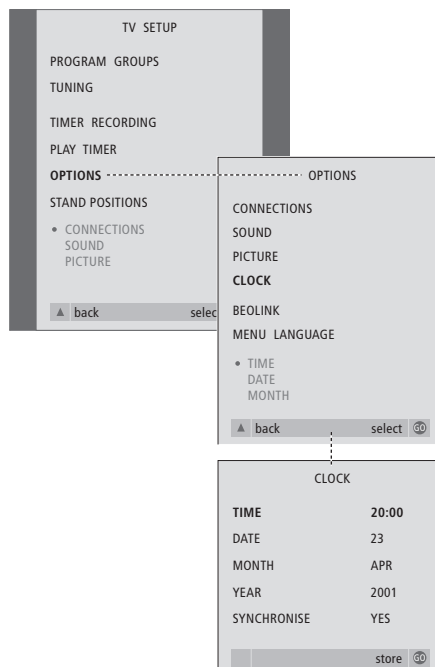 TV SETUP
PROGRAM GROUPS
TUNING
TIMER RECORDING
PLAY TIMER
OPTIONS
STAND POSITIONS
• CONNECTIONS
SOUND
PICTURE
▲ back selec
OPTIONS
CONNECTIONS
SOUND
PICTURE
CLOCK
BEOLINK
MENU LANGUAGE
• TIME
DATE
MONTH
▲ back select GO
CLOCK
TIME 20:00
DATE 23
MONTH APR
YEAR 2001
SYNCHRONISE YES
store GO